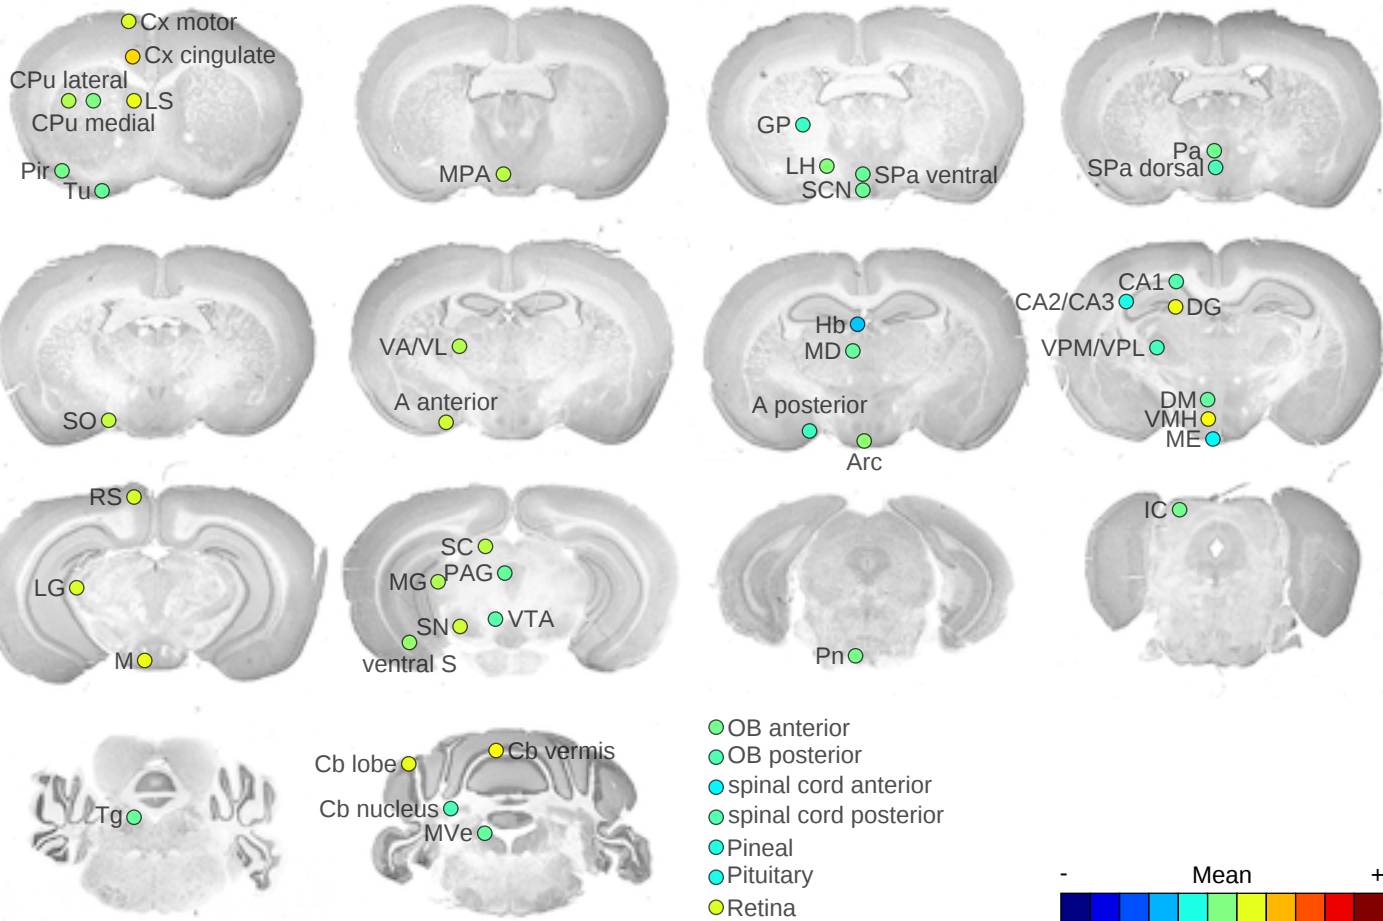 Cx motor
Cx cingulate
CPu lateral
LS
CPu medial
Pir
Tu
MPA
GP
LH
SPa ventral
SCN
Pa
SPa dorsal
SO
VA/VL
A anterior
Hb
MD
A posterior
Arc
CA1
CA2/CA3
DG
VPM/VPL
DM
VMH
ME
RS
LG
M
SC
PAG
MG
VTA
SN
ventral S
Pn
IC
Tg
Cb lobe
Cb vermis
Cb nucleus
MVe
OB anterior
OB posterior
spinal cord anterior
spinal cord posterior
Pineal
Pituitary
Retina
- Mean +